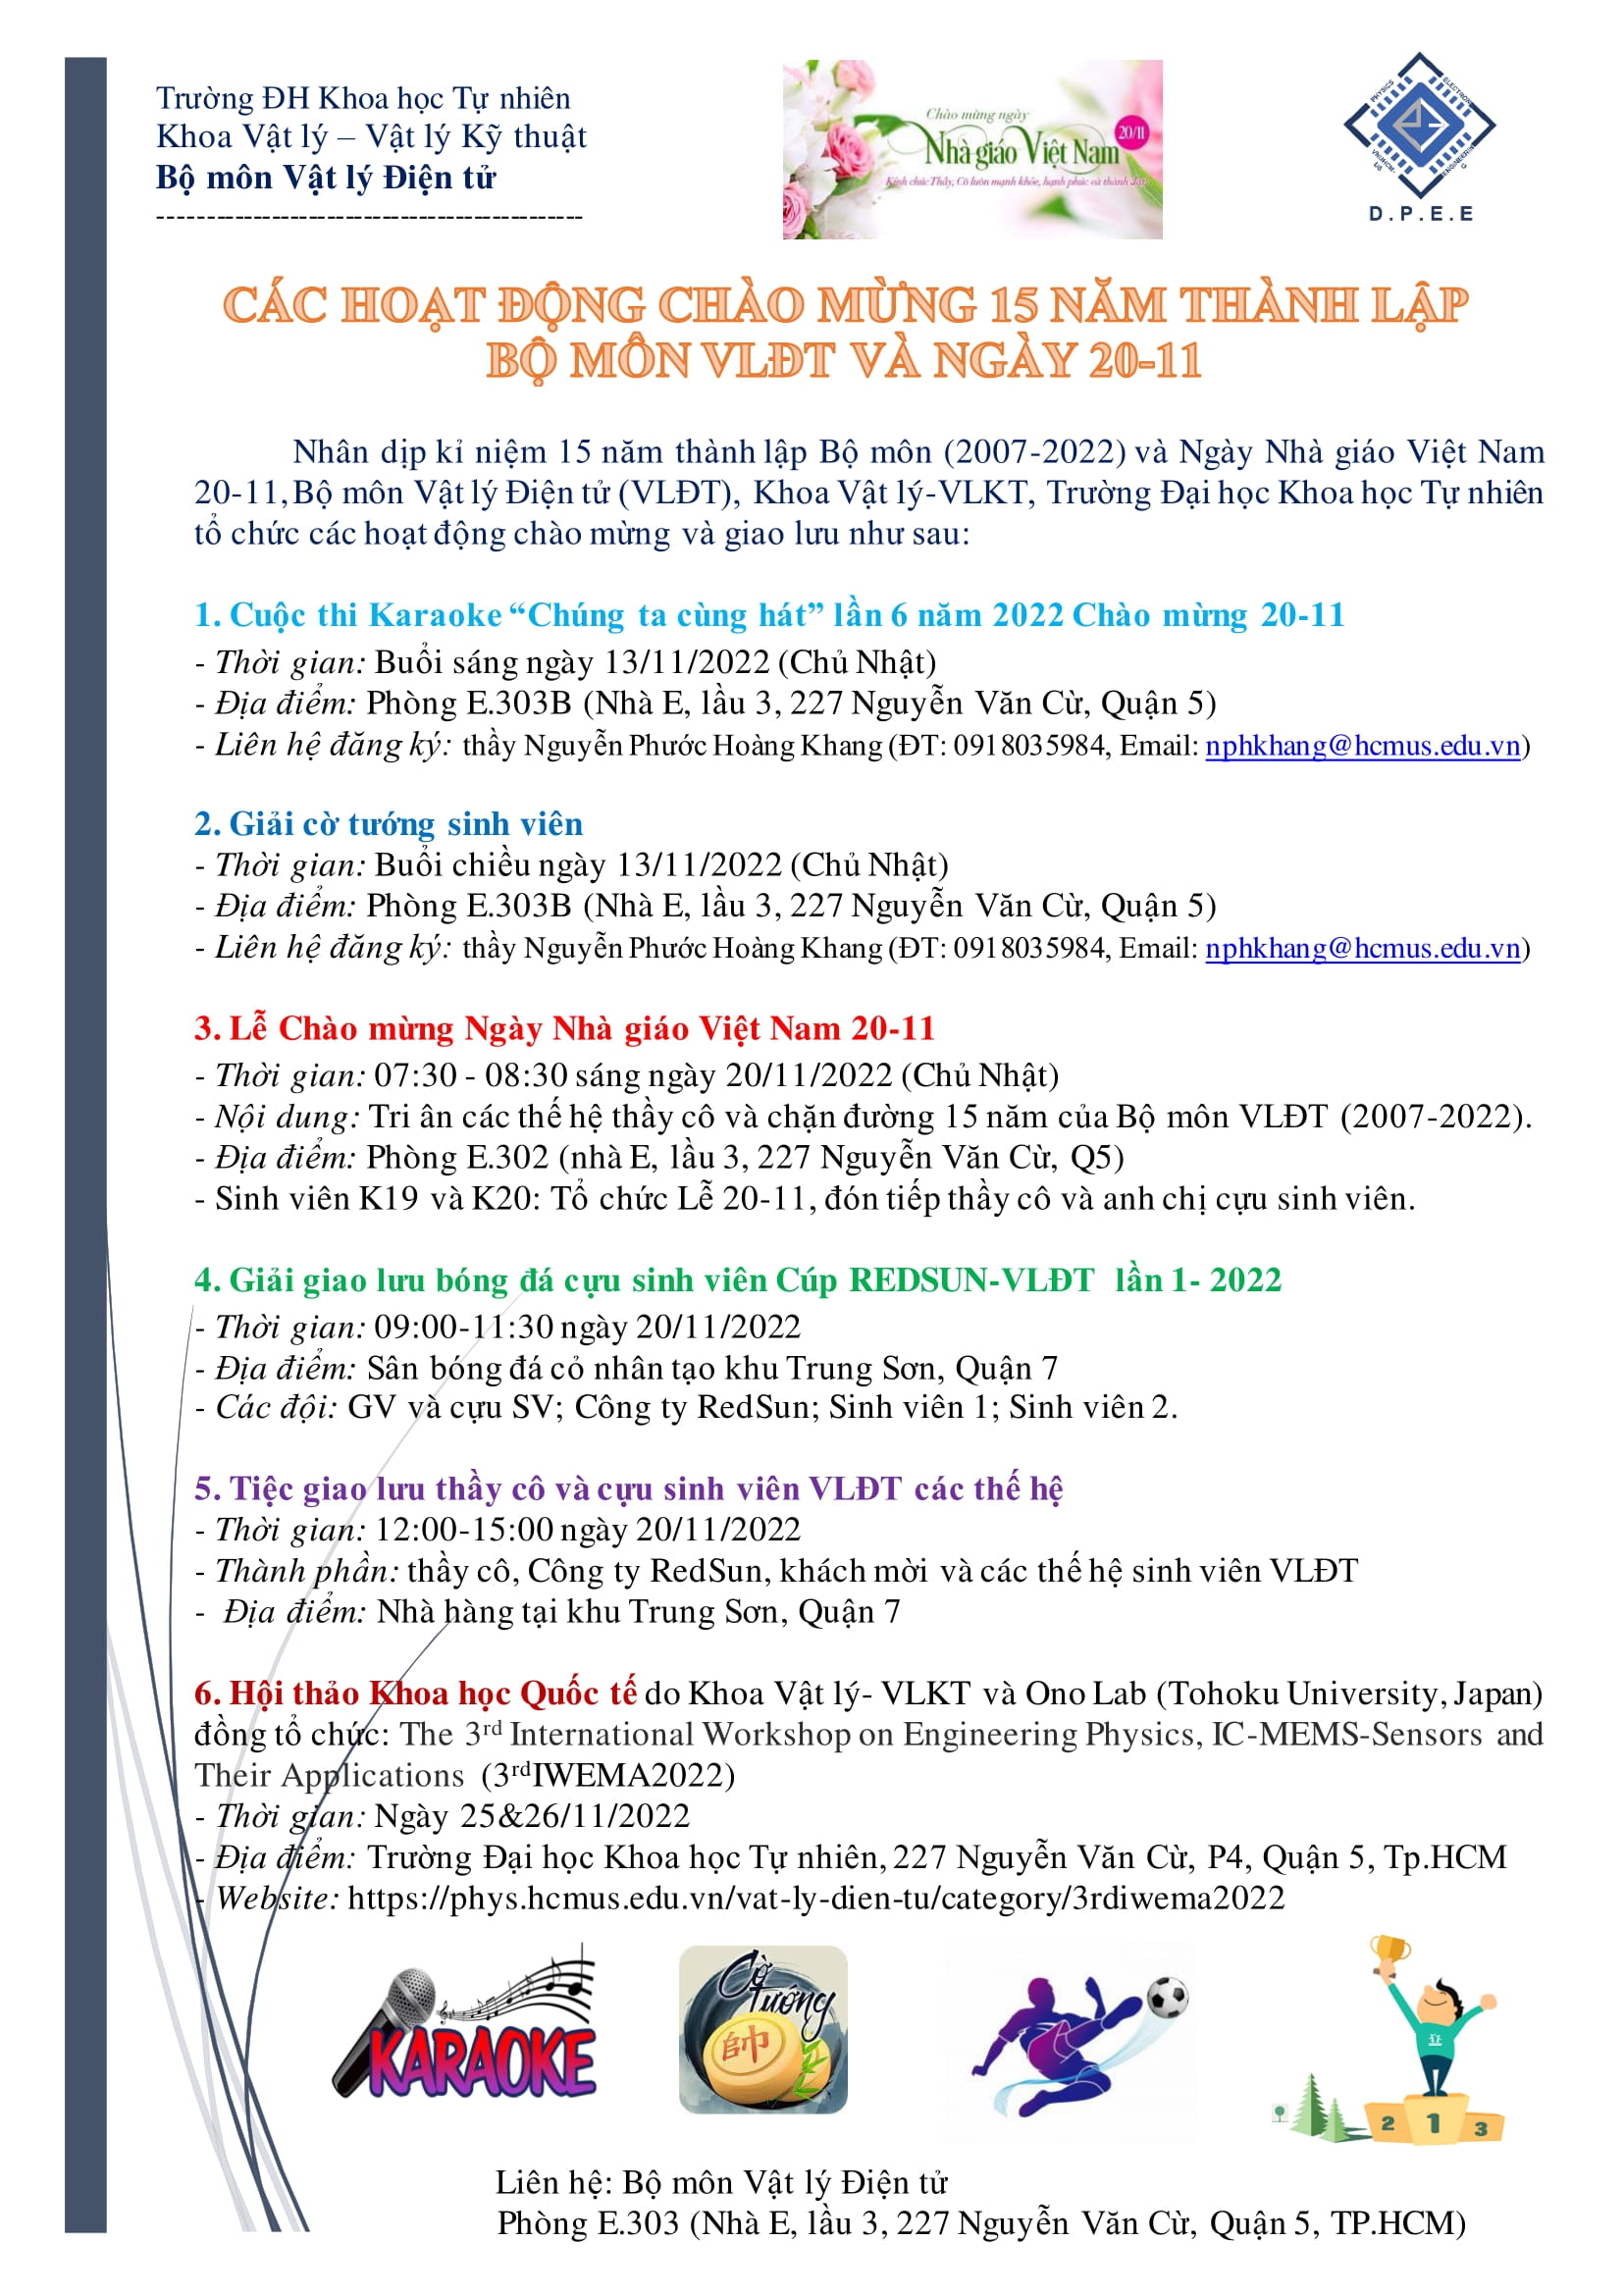 Trường ĐH Khoa học Tự nhiên
Khoa Vật lý – Vật lý Kỹ thuật
Bộ môn Vật lý Điện tử
Chào mừng ngày
20/11
Nhà giáo Việt Nam
Kính chúc Thầy, Cô luôn mạnh khỏe, hạnh phúc và thành đạt
PHYSICS
ENGINEERING
D.P.E.E
CÁC HOẠT ĐỘNG CHÀO MỪNG 15 NĂM THÀNH LẬP
BỘ MÔN VLĐT VÀ NGÀY 20-11
Nhân dịp kỉ niệm 15 năm thành lập Bộ môn (2007-2022) và Ngày Nhà giáo Việt Nam
20-11, Bộ môn Vật lý Điện tử (VLĐT), Khoa Vật lý-VLKT, Trường Đại học Khoa học Tự nhiên
tổ chức các hoạt động chào mừng và giao lưu như sau:
1. Cuộc thi Karaoke “Chúng ta cùng hát” lần 6 năm 2022 Chào mừng 20-11
- Thời gian: Buổi sáng ngày 13/11/2022 (Chủ Nhật)
- Địa điểm: Phòng E.303B (Nhà E, lầu 3, 227 Nguyễn Văn Cừ, Quận 5)
- Liên hệ đăng ký: thầy Nguyễn Phước Hoàng Khang (ĐT: 0918035984, Email: nphkhang@hcmus.edu.vn)
2. Giải cờ tướng sinh viên
- Thời gian: Buổi chiều ngày 13/11/2022 (Chủ Nhật)
- Địa điểm: Phòng E.303B (Nhà E, lầu 3, 227 Nguyễn Văn Cừ, Quận 5)
- Liên hệ đăng ký: thầy Nguyễn Phước Hoàng Khang (ĐT: 0918035984, Email: nphkhang@hcmus.edu.vn)
3. Lễ Chào mừng Ngày Nhà giáo Việt Nam 20-11
- Thời gian: 07:30 - 08:30 sáng ngày 20/11/2022 (Chủ Nhật)
- Nội dung: Tri ân các thế hệ thầy cô và chặn đường 15 năm của Bộ môn VLĐT (2007-2022).
- Địa điểm: Phòng E.302 (nhà E, lầu 3, 227 Nguyễn Văn Cừ, Q5)
- Sinh viên K19 và K20: Tổ chức Lễ 20-11, đón tiếp thầy cô và anh chị cựu sinh viên.
4. Giải giao lưu bóng đá cựu sinh viên Cúp REDSUN-VLĐT lần 1- 2022
- Thời gian: 09:00-11:30 ngày 20/11/2022
- Địa điểm: Sân bóng đá cỏ nhân tạo khu Trung Sơn, Quận 7
- Các đội: GV và cựu SV; Công ty RedSun; Sinh viên 1; Sinh viên 2.
5. Tiệc giao lưu thầy cô và cựu sinh viên VLĐT các thế hệ
- Thời gian: 12:00-15:00 ngày 20/11/2022
- Thành phần: thầy cô, Công ty RedSun, khách mời và các thế hệ sinh viên VLĐT
- Địa điểm: Nhà hàng tại khu Trung Sơn, Quận 7
6. Hội thảo Khoa học Quốc tế do Khoa Vật lý- VLKT và Ono Lab (Tohoku University, Japan)
đồng tổ chức: The 3rd International Workshop on Engineering Physics, IC-MEMS-Sensors and
Their Applications (3rdIWEMA2022)
- Thời gian: Ngày 25&26/11/2022
- Địa điểm: Trường Đại học Khoa học Tự nhiên, 227 Nguyễn Văn Cừ, P4, Quận 5, Tp.HCM
- Website: https://phys.hcmus.edu.vn/vat-ly-dien-tu/category/3rdiwema2022
KARAOKE
Cờ
Tướng
帥
2 1 3
Liên hệ: Bộ môn Vật lý Điện tử
Phòng E.303 (Nhà E, lầu 3, 227 Nguyễn Văn Cừ, Quận 5, TP.HCM)